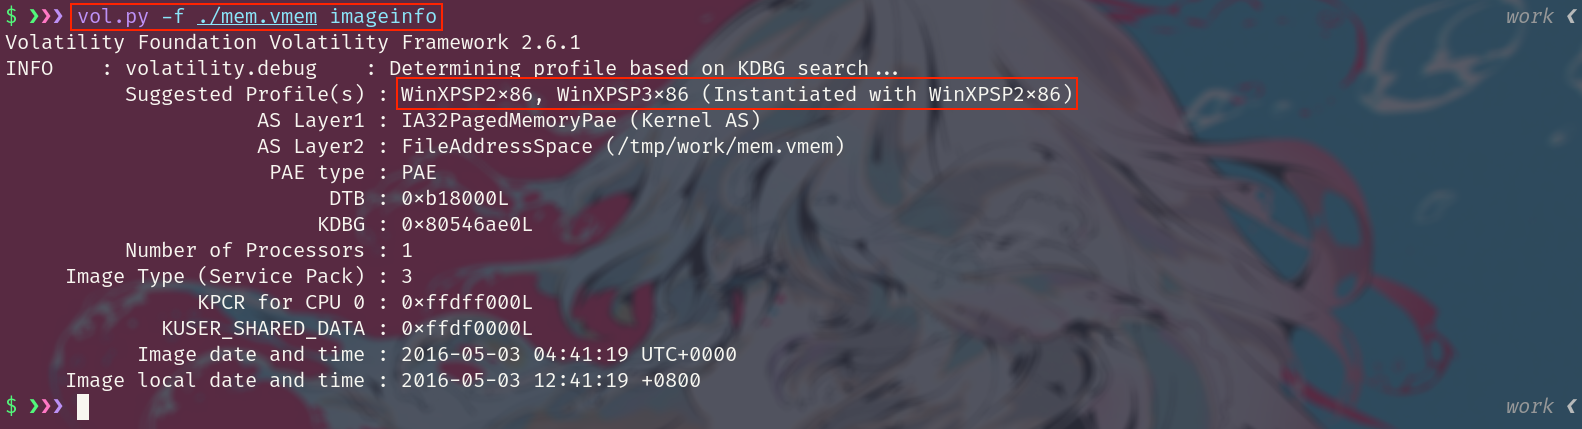 $ ❯❯❯ vol.py -f ./mem.vmem imageinfo work ❮
Volatility Foundation Volatility Framework 2.6.1
INFO    : volatility.debug    : Determining profile based on KDBG search...
Suggested Profile(s) : WinXPSP2x86, WinXPSP3x86 (Instantiated with WinXPSP2x86)
AS Layer1 : IA32PagedMemoryPae (Kernel AS)
AS Layer2 : FileAddressSpace (/tmp/work/mem.vmem)
PAE type : PAE
DTB : 0xb18000L
KDBG : 0x80546ae0L
Number of Processors : 1
Image Type (Service Pack) : 3
KPCR for CPU 0 : 0xffdff000L
KUSER_SHARED_DATA : 0xffdf0000L
Image date and time : 2016-05-03 04:41:19 UTC+0000
Image local date and time : 2016-05-03 12:41:19 +0800
$ ❯❯❯ work ❮